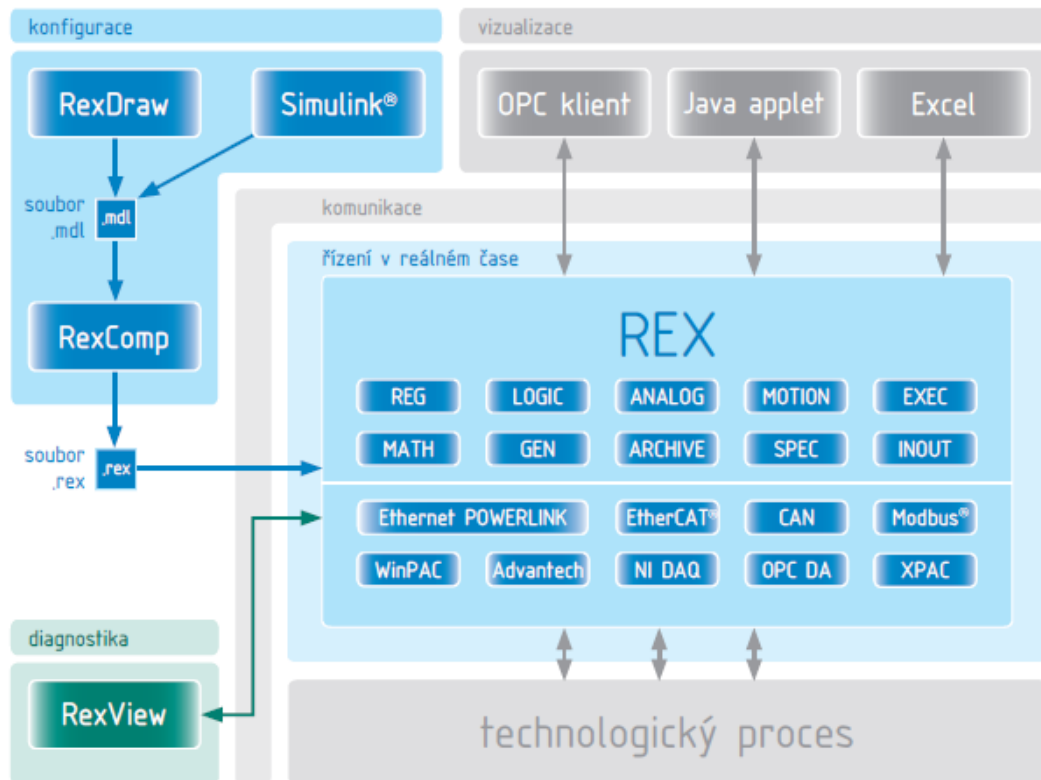 konfigurace
vizualizace
RexDraw
Simulink®
OPC klient
Java applet
Excel
soubor
.mdl
.mdl
komunikace
řízení v reálném čase
RexComp
REX
REG
LOGIC
ANALOG
MOTION
EXEC
MATH
GEN
ARCHIVE
SPEC
INOUT
soubor
.rex
.rex
Ethernet POWERLINK
EtherCAT®
CAN
Modbus®
WinPAC
Advantech
NI DAQ
OPC DA
XPAC
diagnostika
RexView
technologický proces